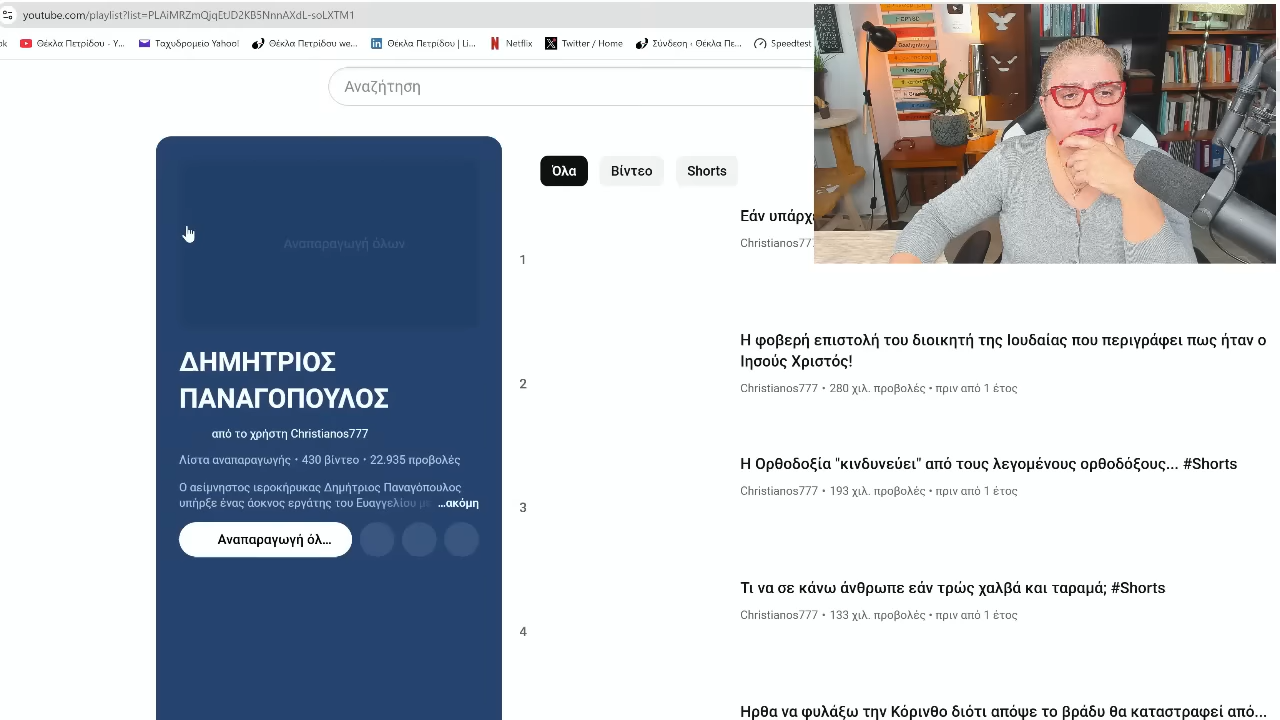 youtube.com/playlist?list=PLAiMRZmQjqEUD2KB5NnnAXdL-soLXTM1
ok Θέκλα Πετρίδου - Y... Ταχυδρομείο Yahoo! Θέκλα Πετρίδου we... Θέκλα Πετρίδου | Li... Netflix Twitter / Home Σύνδεση ‹ Θέκλα Πε... Speedtest
Αναζήτηση
Όλα Βίντεο Shorts
Αναπαραγωγή όλων
ΔΗΜΗΤΡΙΟΣ
ΠΑΝΑΓΟΠΟΥΛΟΣ
από το χρήστη Christianos777
Λίστα αναπαραγωγής • 430 βίντεο • 22.935 προβολές
Ο αείμνηστος ιεροκήρυκας Δημήτριος Παναγόπουλος
υπήρξε ένας άοκνος εργάτης του Ευαγγελίου ...ακόμη
Αναπαραγωγή όλ...
1
Εάν υπάρχε
Christianos777
2
Η φοβερή επιστολή του διοικητή της Ιουδαίας που περιγράφει πως ήταν ο
Ιησούς Χριστός!
Christianos777 • 280 χιλ. προβολές • πριν από 1 έτος
3
Η Ορθοδοξία "κινδυνεύει" από τους λεγομένους ορθοδόξους... #Shorts
Christianos777 • 193 χιλ. προβολές • πριν από 1 έτος
4
Τι να σε κάνω άνθρωπε εάν τρώς χαλβά και ταραμά; #Shorts
Christianos777 • 133 χιλ. προβολές • πριν από 1 έτος
Ηρθα να φυλάξω την Κόρινθο διότι απόψε το βράδυ θα καταστραφεί από...